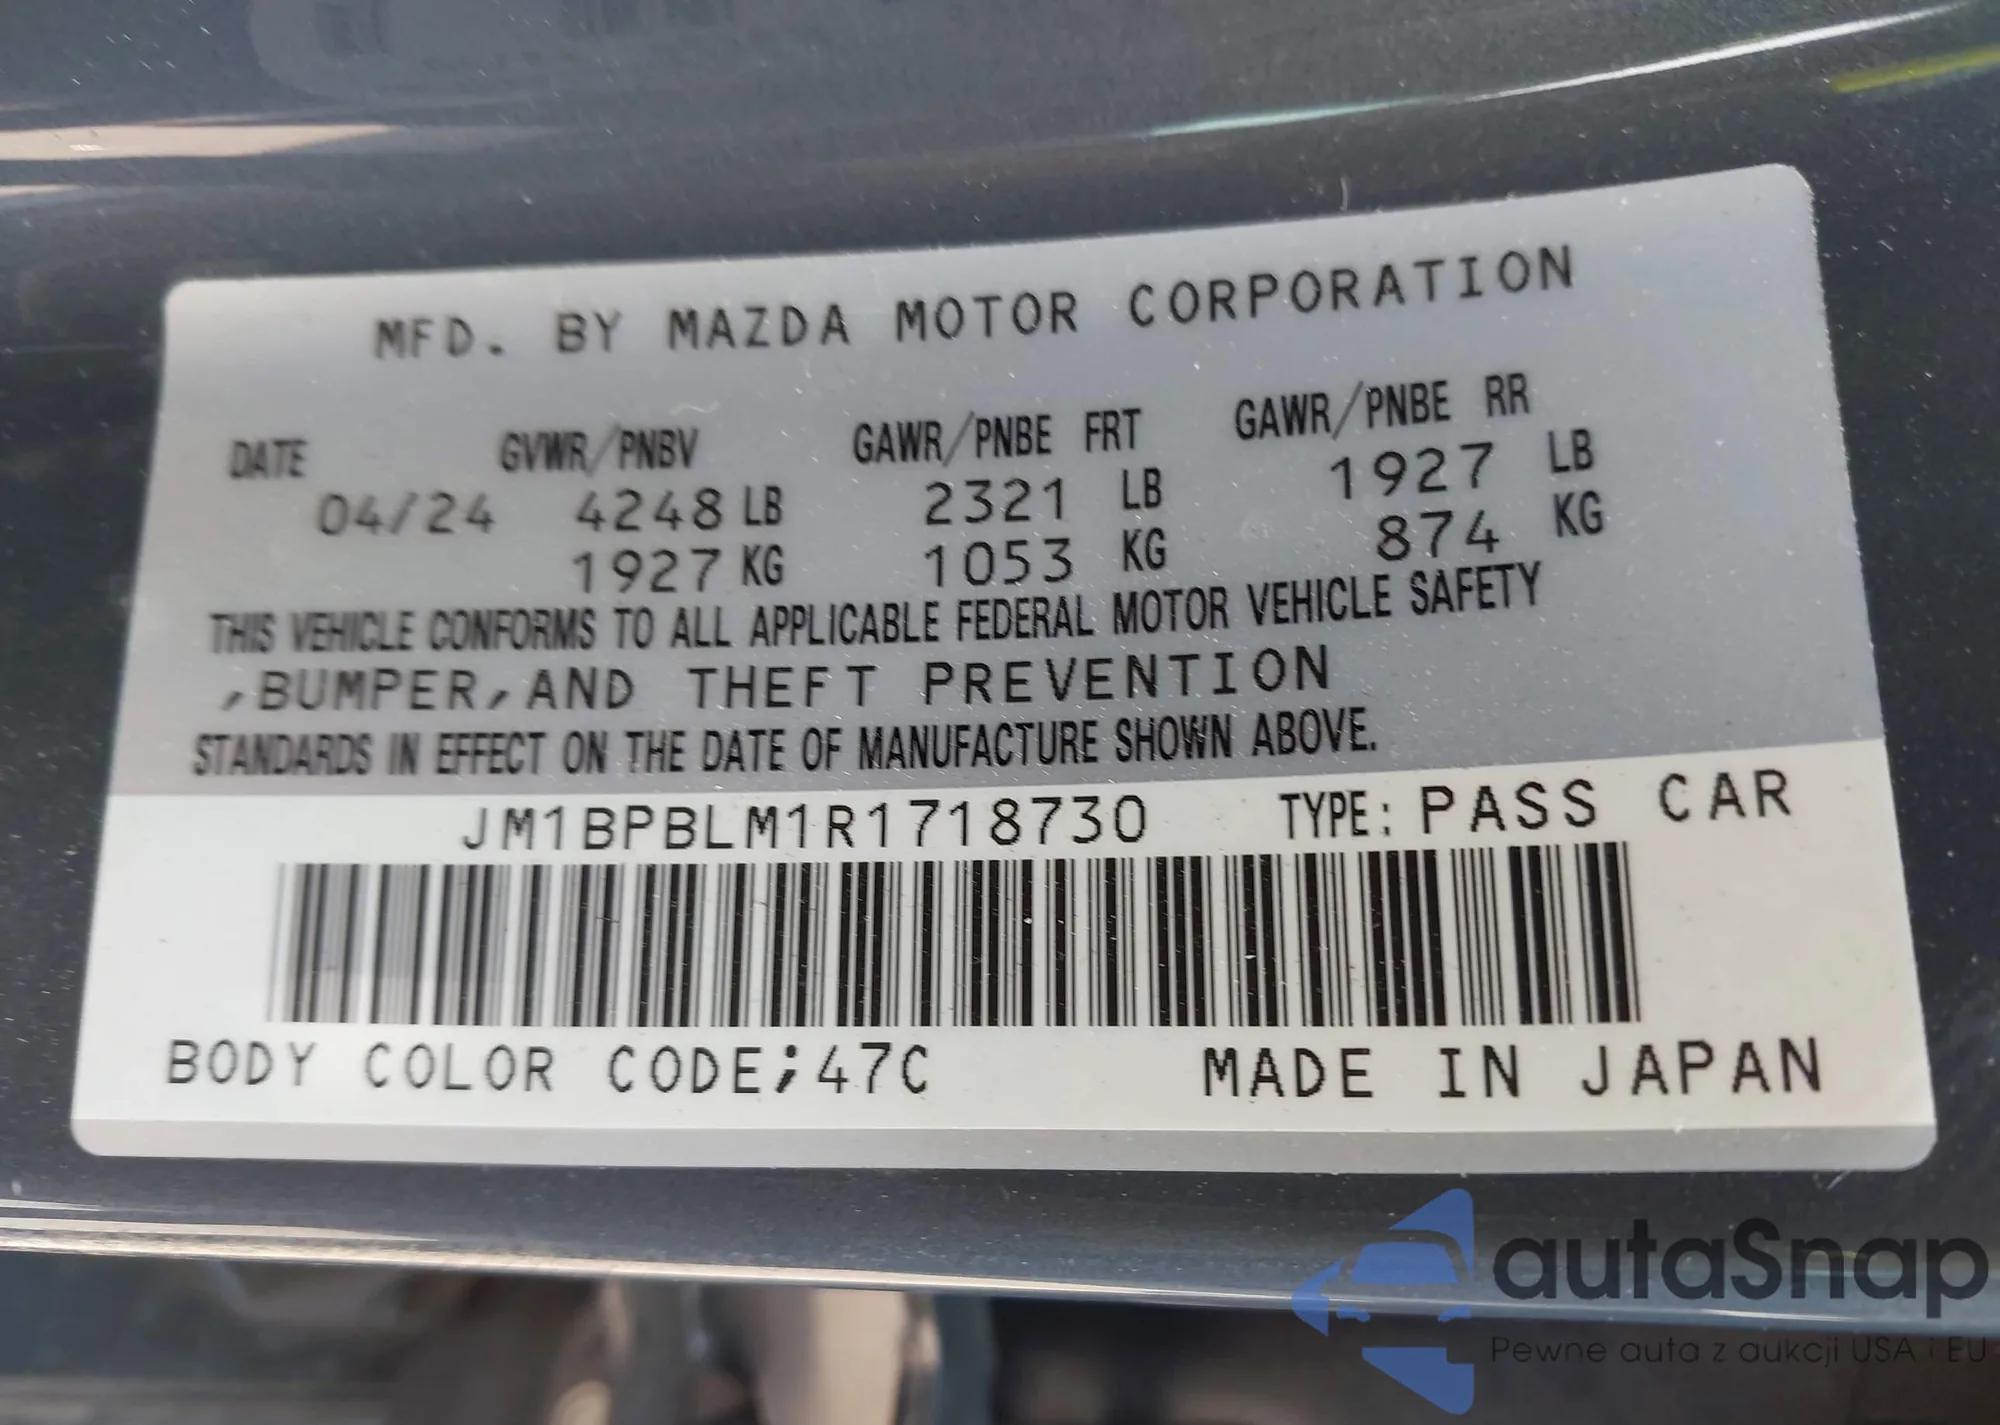 MFD. BY MAZDA MOTOR CORPORATION
DATE GVWR/PNBV GAWR/PNBE FRT GAWR/PNBE RR
04/24 4248 LB 2321 LB 1927 LB
1927 KG 1053 KG 874 KG
THIS VEHICLE CONFORMS TO ALL APPLICABLE FEDERAL MOTOR VEHICLE SAFETY
,BUMPER,AND THEFT PREVENTION
STANDARDS IN EFFECT ON THE DATE OF MANUFACTURE SHOWN ABOVE.
JM1BPBLM1R1718730 TYPE: PASS CAR
BODY COLOR CODE;47C MADE IN JAPAN
autaSnap
Pewne auta z aukcji USA i EU